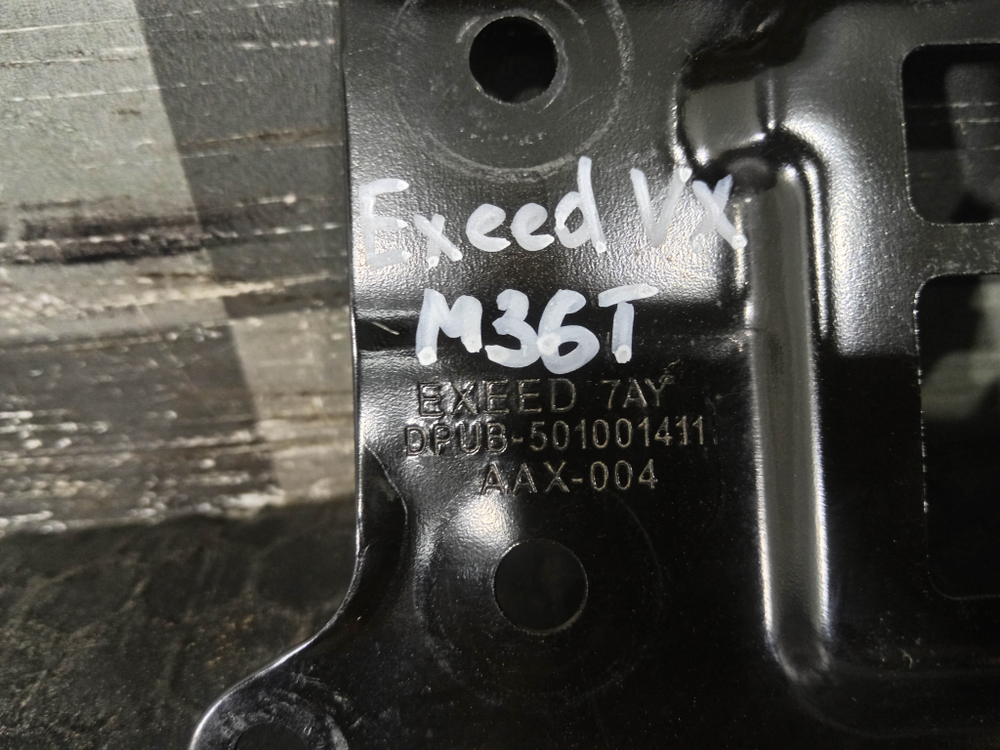 Exeed VX
M36T
EXEED 7AY
DPUB-501001411
AAX-004